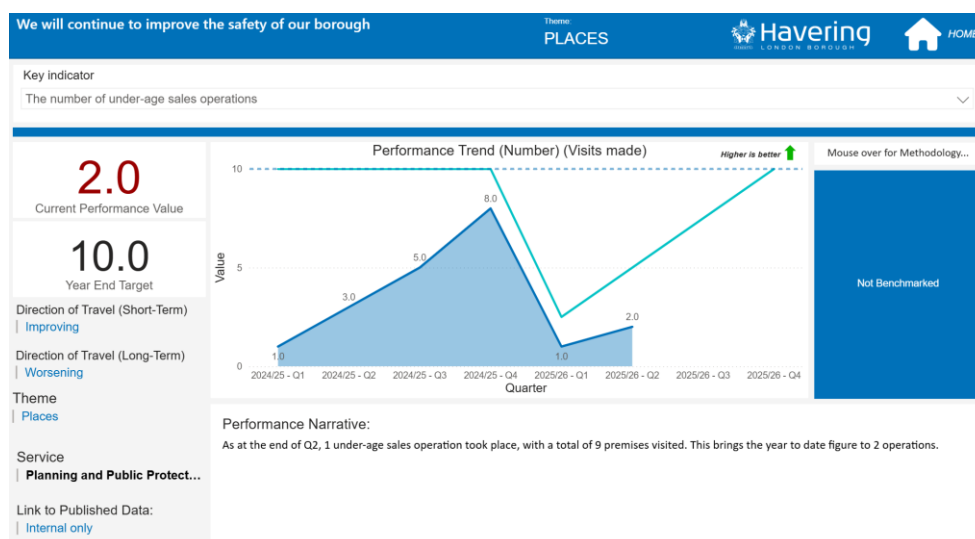 We will continue to improve the safety of our borough
Theme:
PLACES
Havering
LONDON BOROUGH
HOME
Key indicator
The number of under-age sales operations
2.0
Current Performance Value
10.0
Year End Target
Direction of Travel (Short-Term)
Improving
Direction of Travel (Long-Term)
Worsening
Theme
Places
Service
Planning and Public Protect...
Link to Published Data:
Internal only
Performance Trend (Number) (Visits made)
Higher is better
Value
10
5
0
1.0
3.0
5.0
8.0
1.0
2.0
2024/25 - Q1 2024/25 - Q2 2024/25 - Q3 2024/25 - Q4 2025/26 - Q1 2025/26 - Q2 2025/26 - Q3 2025/26 - Q4
Quarter
Mouse over for Methodology...
Not Benchmarked
Performance Narrative:
As at the end of Q2, 1 under-age sales operation took place, with a total of 9 premises visited. This brings the year to date figure to 2 operations.